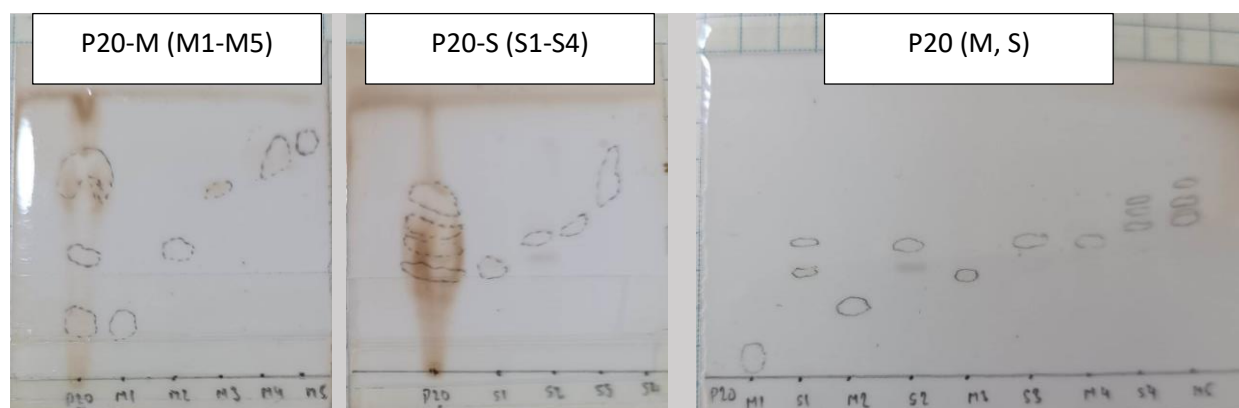 P20-M (M1-M5)
P20-S (S1-S4)
P20 (M, S)
P20 M1 M2 M3 M4 M5
P20 S1 S2 S3 S4
P20 M1 S1 M2 S2 M3 S3 M4 S4 M5